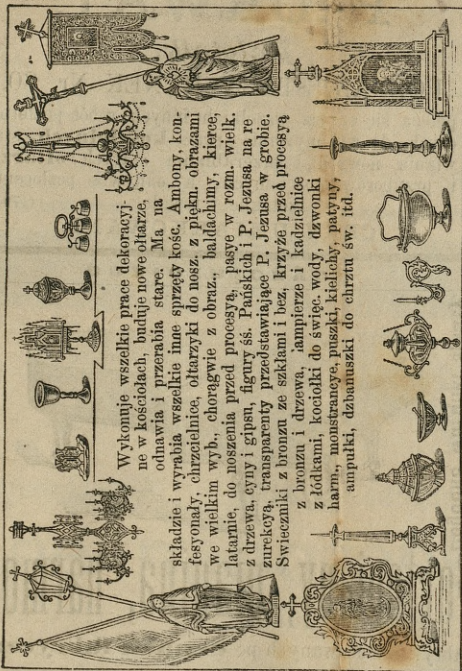 Wykonuje wszelkie prace dekoracyj-
ne w kościołach, buduje nowe ołtarze,
odnawia i przerabia stare. Ma na
składzie i wyrabia wszelkie inne sprzęty kośc. Ambony, kon-
fesyonały, chrzcielnice, ołtarzyki do nosz. z piękn. obrazami
we wielkim wyb., chorągwie z obraz., baldachimy, kierce,
latarnie, do noszenia przed procesyą, pasye w rozm. wielk.
z drzewa, cyny i gipsu, figury śś. Pańskich i P. Jezusa na re
zurekcyą, transparenty przedstawiające P. Jezusa w grobie.
Świeczniki z bronzu ze szkłami i bez, krzyże przed procesyą
z bronzu i drzewa, lampierze i kadzielnice
z łódkami, kociołki do święc. wody, dzwonki
harm., monstrancye, puszki, kielichy, patyny,
ampułki, dzbanuszki do chrztu św. itd.